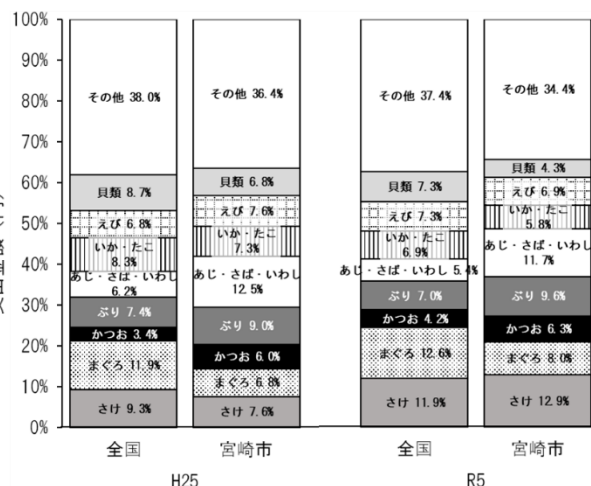 100%
90%
80%
70%
60%
50%
40%
30%
20%
10%
0%
その他 38.0%
貝類 8.7%
えび 6.8%
いか・たこ
8.3%
あじ・さば・いわし
6.2%
ぶり 7.4%
かつお 3.4%
まぐろ 11.9%
さけ 9.3%
その他 36.4%
貝類 6.8%
えび 7.6%
いか・たこ
7.3%
あじ・さば・いわし
12.5%
ぶり 9.0%
かつお 6.0%
まぐろ 6.8%
さけ 7.6%
その他 37.4%
貝類 7.3%
えび 7.3%
いか・たこ
6.9%
あじ・さば・いわし 5.4%
ぶり 7.0%
かつお 4.2%
まぐろ 12.6%
さけ 11.9%
その他 34.4%
貝類 4.3%
えび 6.9%
いか・たこ
5.8%
あじ・さば・いわし
11.7%
ぶり 9.6%
かつお 6.3%
まぐろ 8.0%
さけ 12.9%
全国
宮崎市
全国
宮崎市
H25
R5